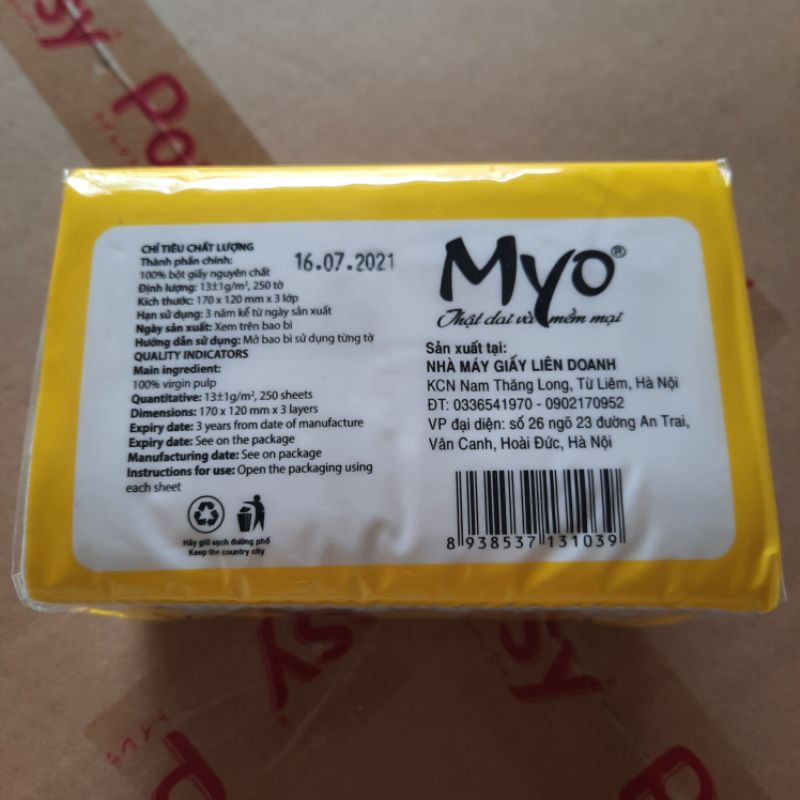 Posy
CHỈ TIÊU CHẤT LƯỢNG
Thành phần chính:
100% bột giấy nguyên chất
Định lượng: 13±1g/m², 250 tờ
Kích thước: 170 x 120 mm x 3 lớp
Hạn sử dụng: 3 năm kể từ ngày sản xuất
Ngày sản xuất: Xem trên bao bì
Hướng dẫn sử dụng: Mở bao bì sử dụng từng tờ
QUALITY INDICATORS
Main ingredient:
100% virgin pulp
Quantitative: 13±1g/m², 250 sheets
Dimensions: 170 x 120 mm x 3 layers
Expiry date: 3 years from date of manufacture
Expiry date: See on the package
Manufacturing date: See on package
Instructions for use: Open the packaging using
each sheet
Hãy giữ sạch đường phố
Keep the country city
16.07.2021
Myo®
Thật dai và mềm mại
Sản xuất tại:
NHÀ MÁY GIẤY LIÊN DOANH
KCN Nam Thăng Long, Từ Liêm, Hà Nội
ĐT: 0336541970 - 0902170952
VP đại diện: số 26 ngõ 23 đường An Trai,
Vân Canh, Hoài Đức, Hà Nội
8 938537 131039